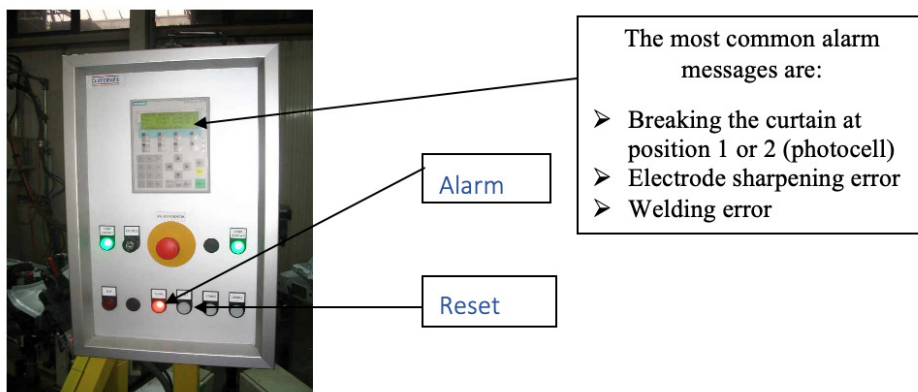 The most common alarm
messages are:
➢ Breaking the curtain at
position 1 or 2 (photocell)
➢ Electrode sharpening error
➢ Welding error
Alarm
Reset